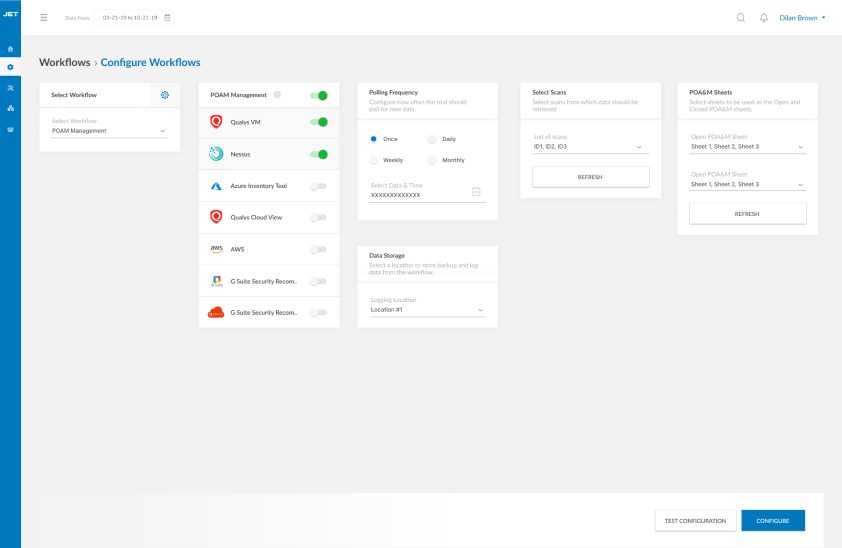 JET
Data from:
03-21-19 to 10-21-19
Dilan Brown
Workflows › Configure Workflows
Select Workflow
Select Workflow
POAM Management
POAM Management
Qualys VM
Nessus
Azure Inventory Tool
Qualys Cloud View
aws
AWS
G Suite
G Suite Security Recom..
G Suite Security Recom..
Polling Frequency
Configure how often the tool should
poll for new data.
Once
Daily
Weekly
Monthly
Select Data & Time
XXXXXXXXXXXXX
Data Storage
Select a location to store backup and log
data from the workflow.
Logging Location
Location #1
Select Scans
Select scans from which data should be
retrieved
List of scans
ID1, ID2, ID3
REFRESH
POA&M Sheets
Select sheets to be used as the Open and
Closed POA&M sheets.
Open POA&M Sheet
Sheet 1, Sheet 2, Sheet 3
Open POA&M Sheet
Sheet 1, Sheet 2, Sheet 3
REFRESH
TEST CONFIGURATION
CONFIGURE